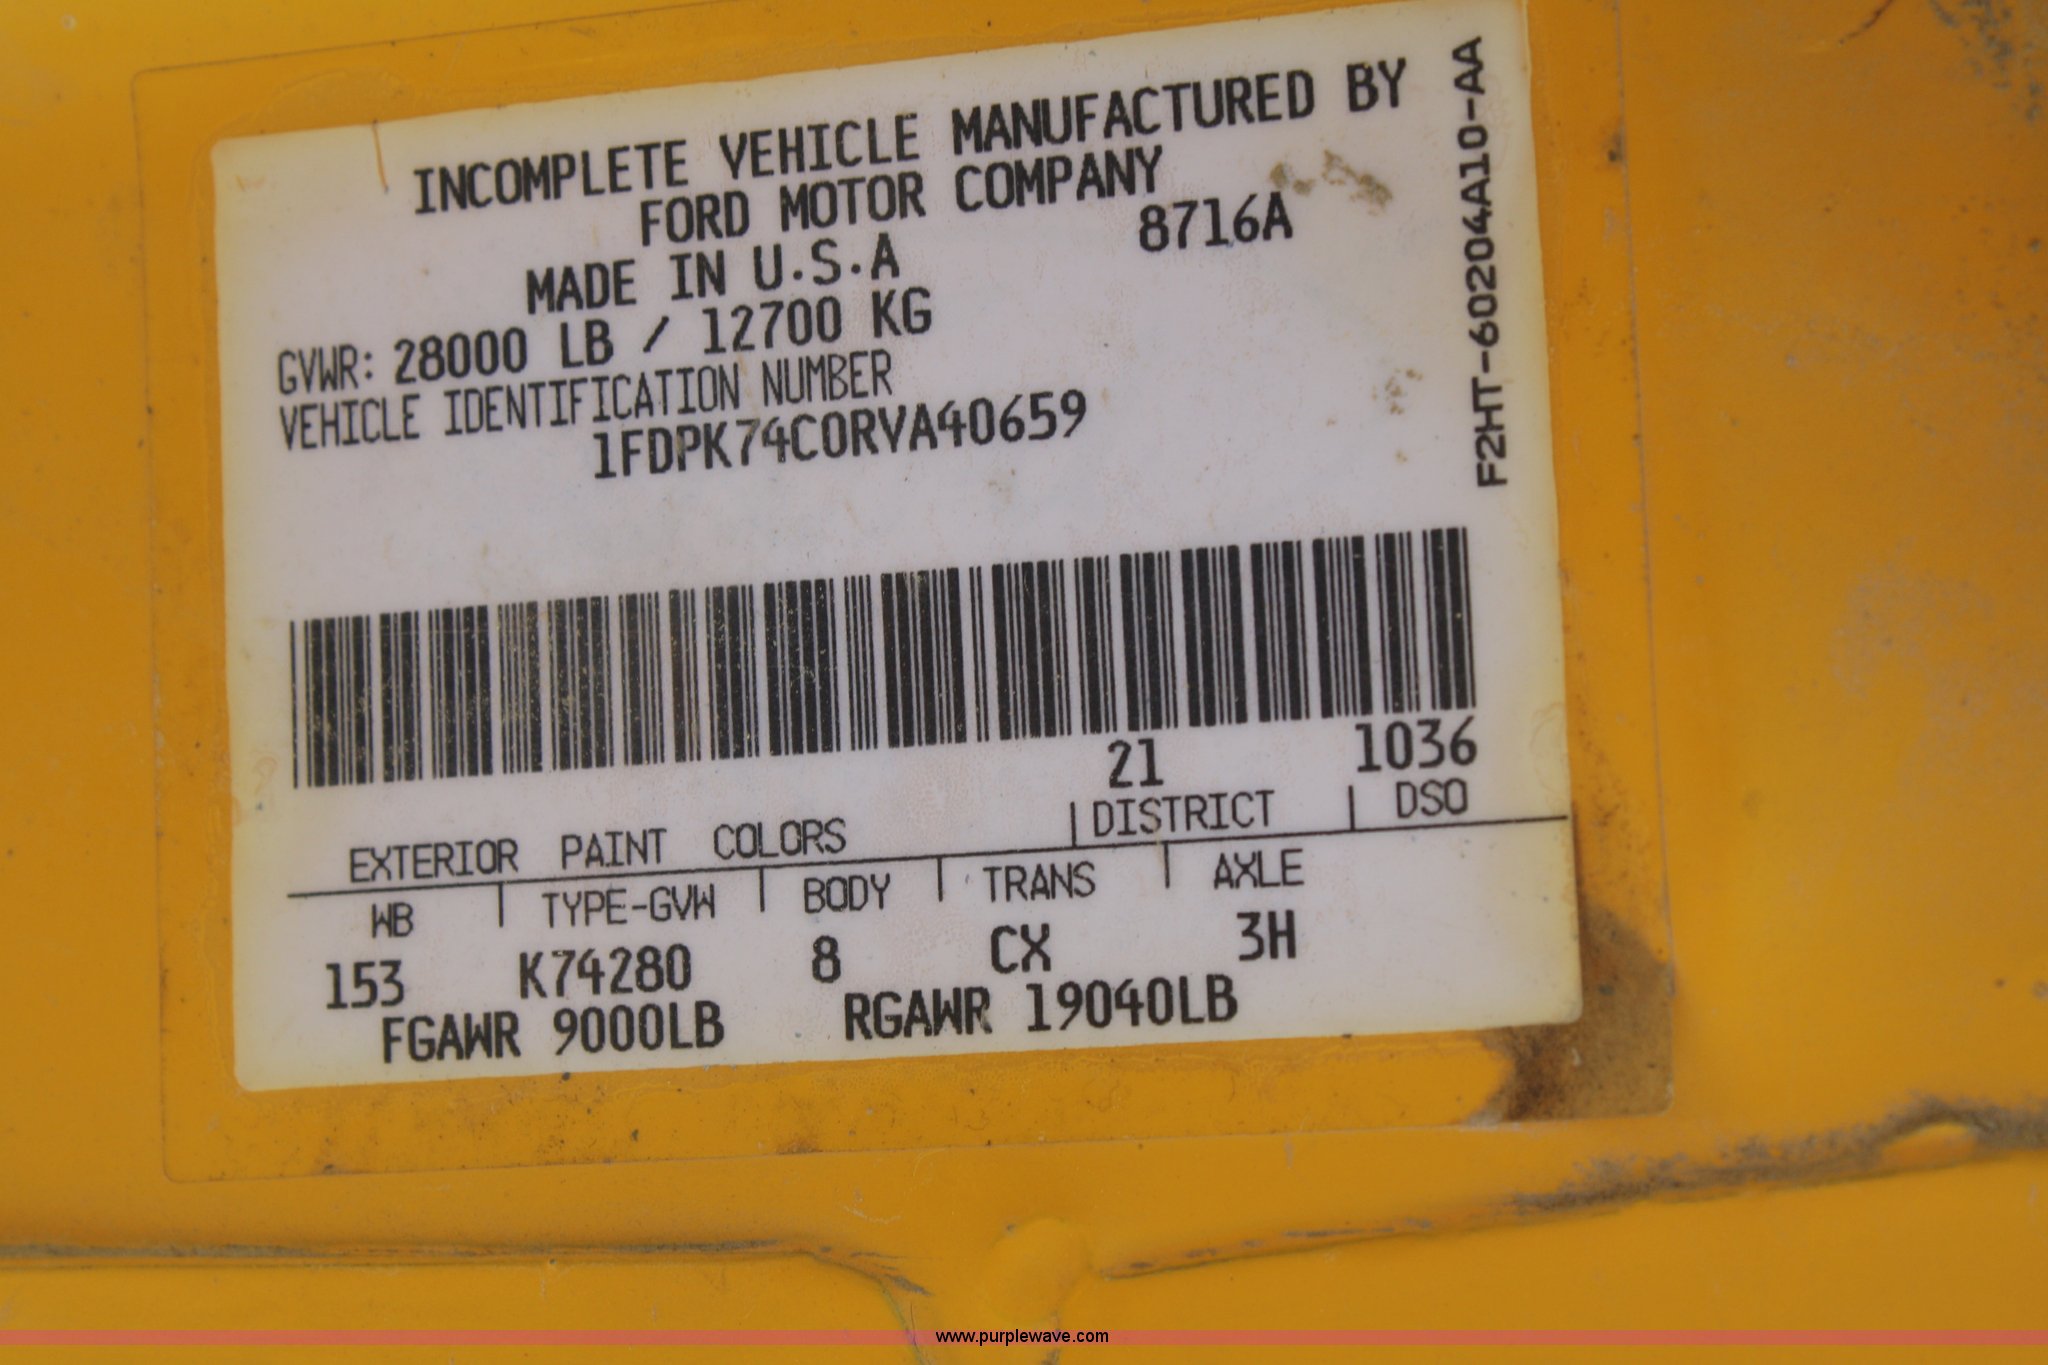 INCOMPLETE VEHICLE MANUFACTURED BY
FORD MOTOR COMPANY
8716A
MADE IN U.S.A
GVWR: 28000 LB / 12700 KG
VEHICLE IDENTIFICATION NUMBER
1FDPK74C0RVA40659
F2HT-60204A10-AA
21 1036
EXTERIOR PAINT COLORS DISTRICT DSO
WB TYPE-GVW BODY TRANS AXLE
153 K74280 8 CX 3H
FGAWR 9000LB RGAWR 19040LB
www.purplewave.com